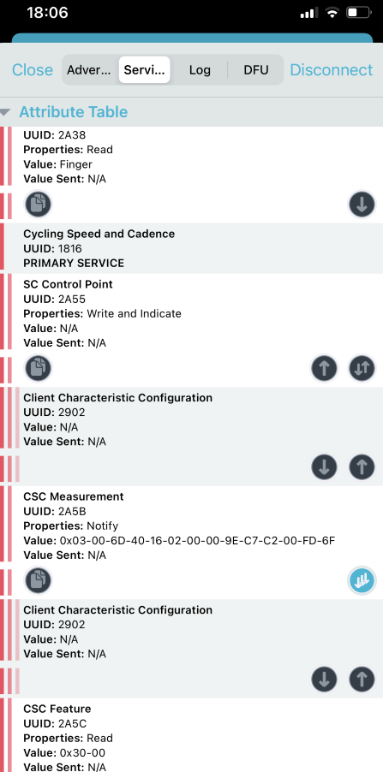 18:06
Close
Adver...
Servi...
Log
DFU
Disconnect
Attribute Table
UUID: 2A38
Properties: Read
Value: Finger
Value Sent: N/A
Cycling Speed and Cadence
UUID: 1816
PRIMARY SERVICE
SC Control Point
UUID: 2A55
Properties: Write and Indicate
Value: N/A
Value Sent: N/A
Client Characteristic Configuration
UUID: 2902
Value: N/A
Value Sent: N/A
CSC Measurement
UUID: 2A5B
Properties: Notify
Value: 0x03-00-6D-40-16-02-00-00-9E-C7-C2-00-FD-6F
Value Sent: N/A
Client Characteristic Configuration
UUID: 2902
Value: N/A
Value Sent: N/A
CSC Feature
UUID: 2A5C
Properties: Read
Value: 0x30-00
Value Sent: N/A